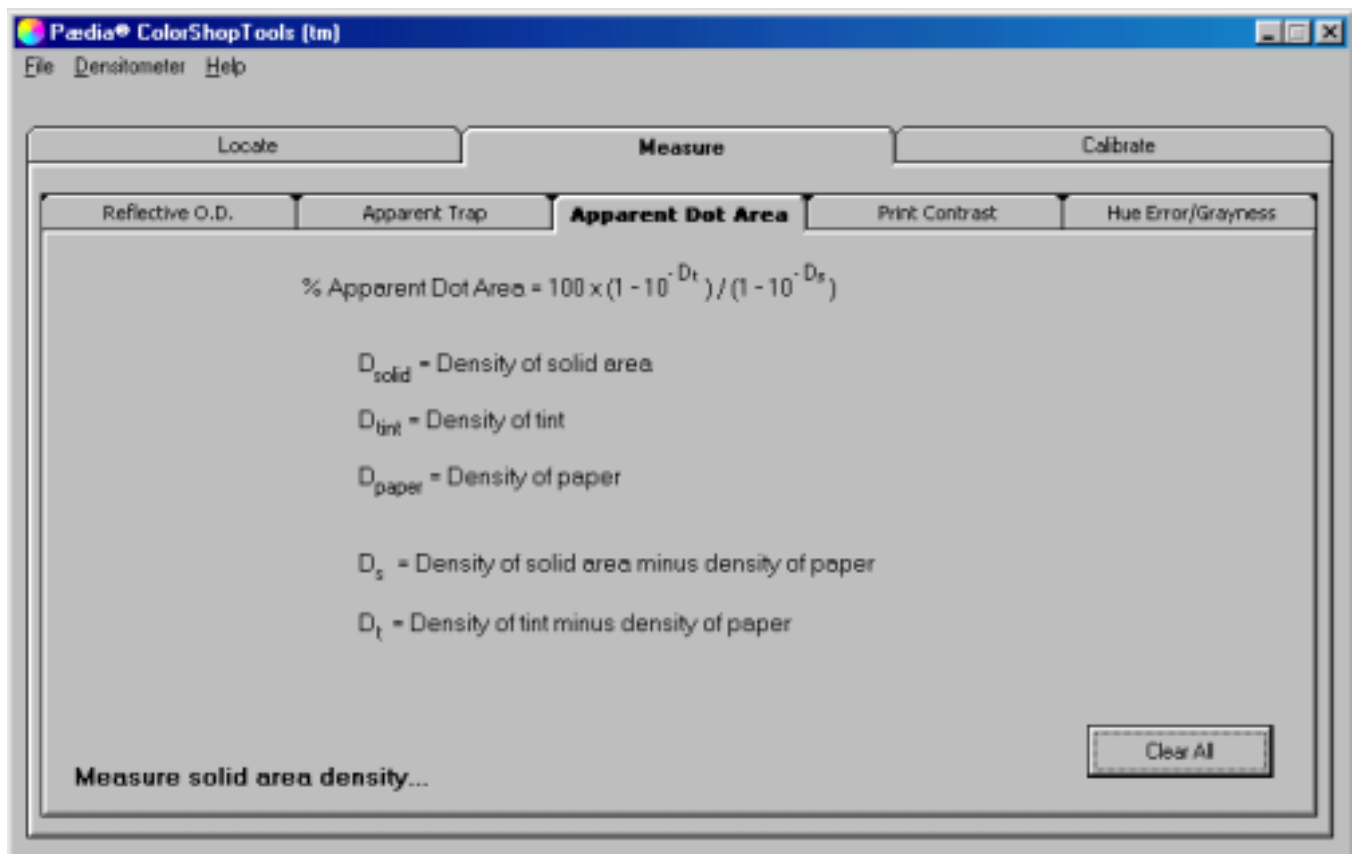 Pædia® ColorShopTools (tm)
File Densitometer Help
Locate Measure Calibrate
Reflective O.D. Apparent Trap Apparent Dot Area Print Contrast Hue Error/Grayness
% Apparent Dot Area = 100 x (1 - 10^-Dt) / (1 - 10^-Ds)
Dsolid = Density of solid area
Dtint = Density of tint
Dpaper = Density of paper
Ds = Density of solid area minus density of paper
Dt = Density of tint minus density of paper
Clear All
Measure solid area density...